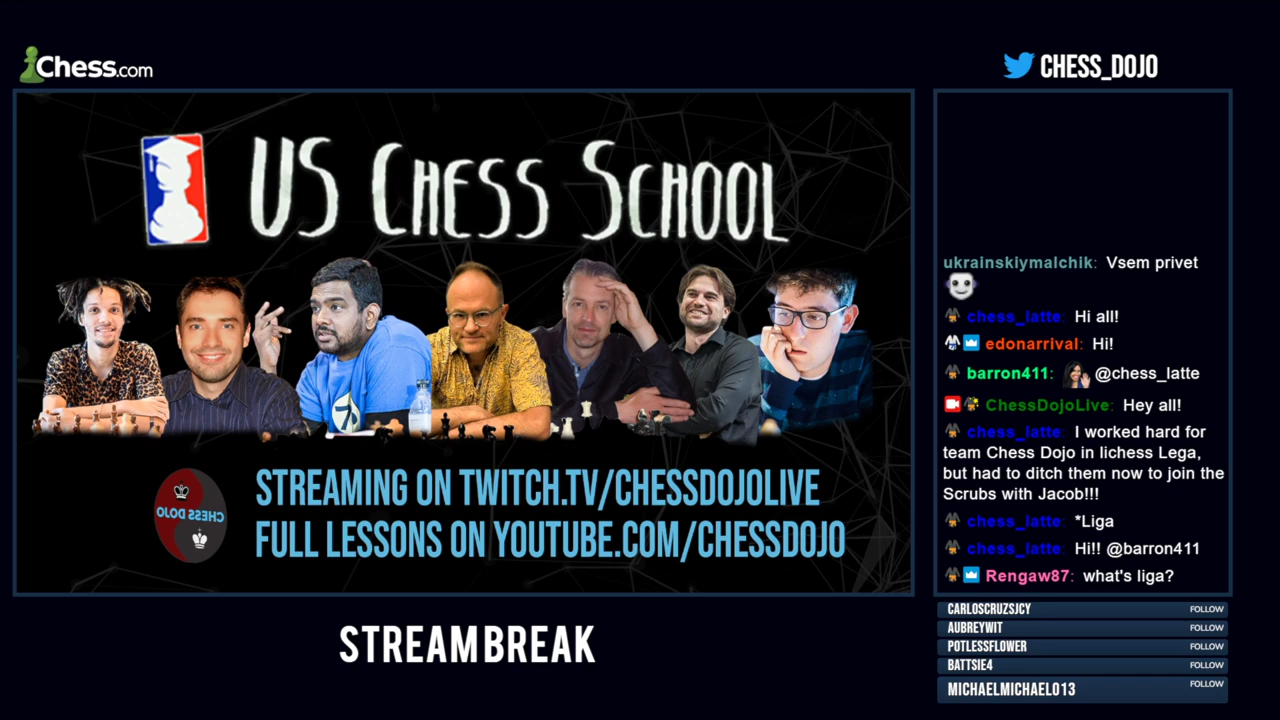 Chess.com
CHESS_DOJO
US CHESS SCHOOL
CHESS DOJO
STREAMING ON TWITCH.TV/CHESSDOJOLIVE
FULL LESSONS ON YOUTUBE.COM/CHESSDOJO
STREAM BREAK
ukrainskiymalchik: Vsem privet
chess_latte: Hi all!
edonarrival: Hi!
barron411: @chess_latte
ChessDojoLive: Hey all!
chess_latte: I worked hard for
team Chess Dojo in lichess Lega,
but had to ditch them now to join the
Scrubs with Jacob!!!
chess_latte: *Liga
chess_latte: Hi!! @barron411
Rengaw87: what's liga?
CARLOSCRUZSJCY FOLLOW
AUBREYWIT FOLLOW
POTLESSFLOWER FOLLOW
BATTSIE4 FOLLOW
MICHAELMICHAEL013 FOLLOW